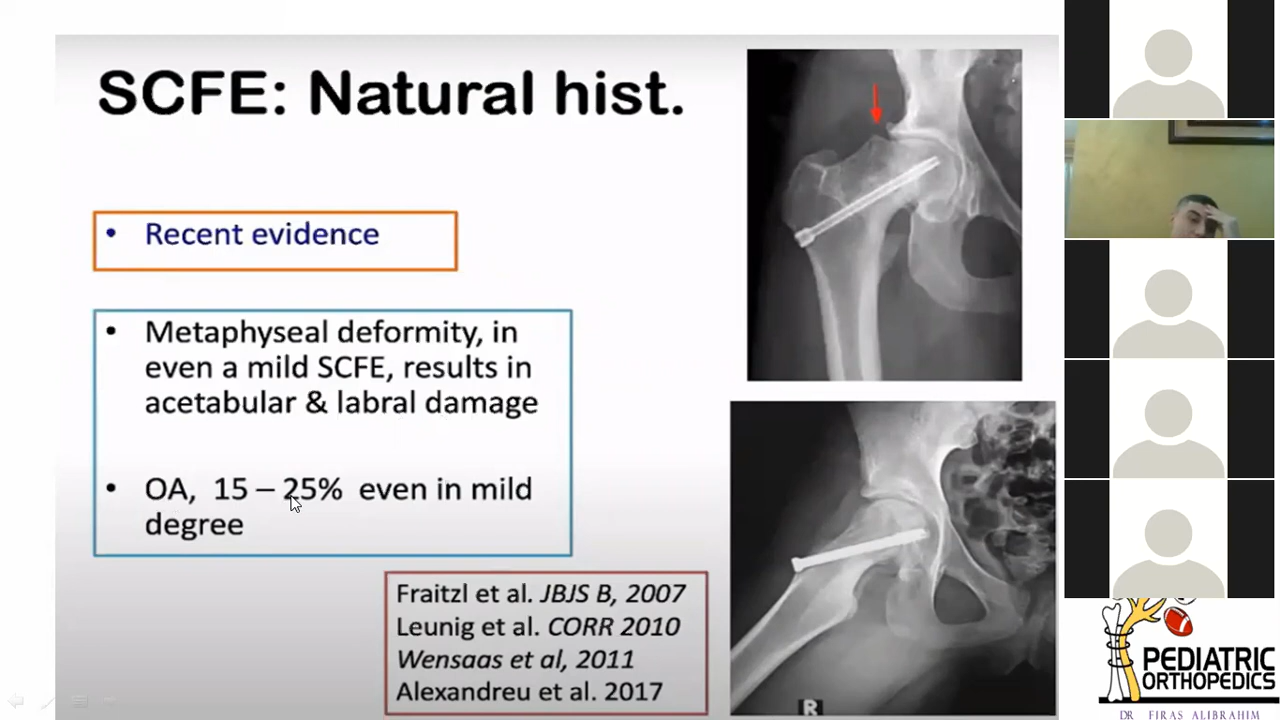 SCFE: Natural hist.
• Recent evidence
• Metaphyseal deformity, in
even a mild SCFE, results in
acetabular & labral damage
• OA, 15 – 25% even in mild
degree
Fraitzl et al. JBJS B, 2007
Leunig et al. CORR 2010
Wensaas et al, 2011
Alexandreu et al. 2017
R
PEDIATRIC
ORTHOPEDICS
DR FIRAS ALIBRAHIM